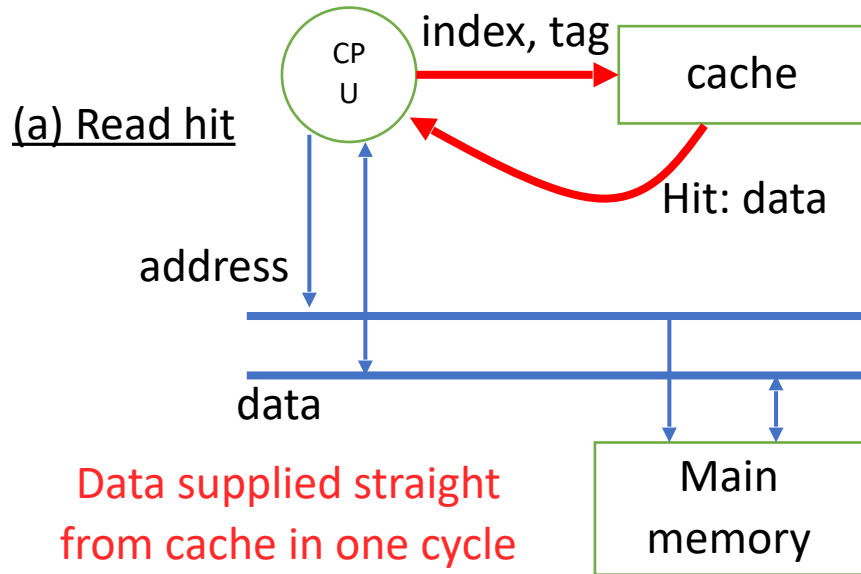 index, tag
CP
U
cache
(a) Read hit
Hit: data
address
data
Data supplied straight
from cache in one cycle
Main
memory